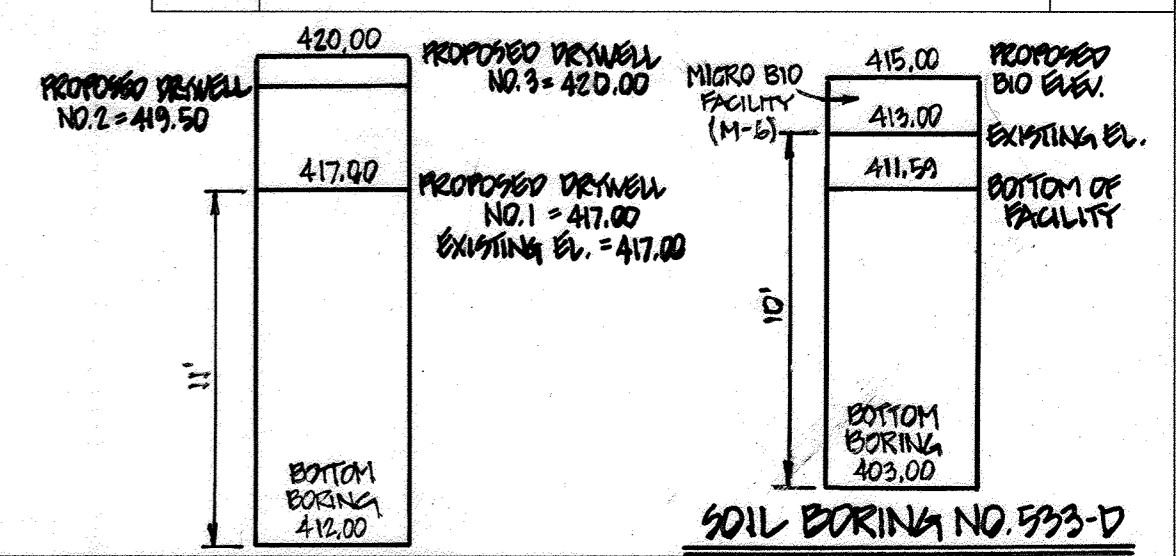 420.00
PROPOSED DRYWELL
NO.3 = 420.00
PROPOSED DRYWELL
NO.2 = 419.50
417.00
PROPOSED DRYWELL
NO.1 = 417.00
EXISTING EL. = 417.00
11'
BOTTOM
BORING
412.00
415.00
PROPOSED
BIO ELEV.
MICRO BIO
FACILITY
(M-6)
413.00
EXISTING EL.
411.59
BOTTOM OF
FACILITY
10'
BOTTOM
BORING
403.00
SOIL BORING NO. 533-D